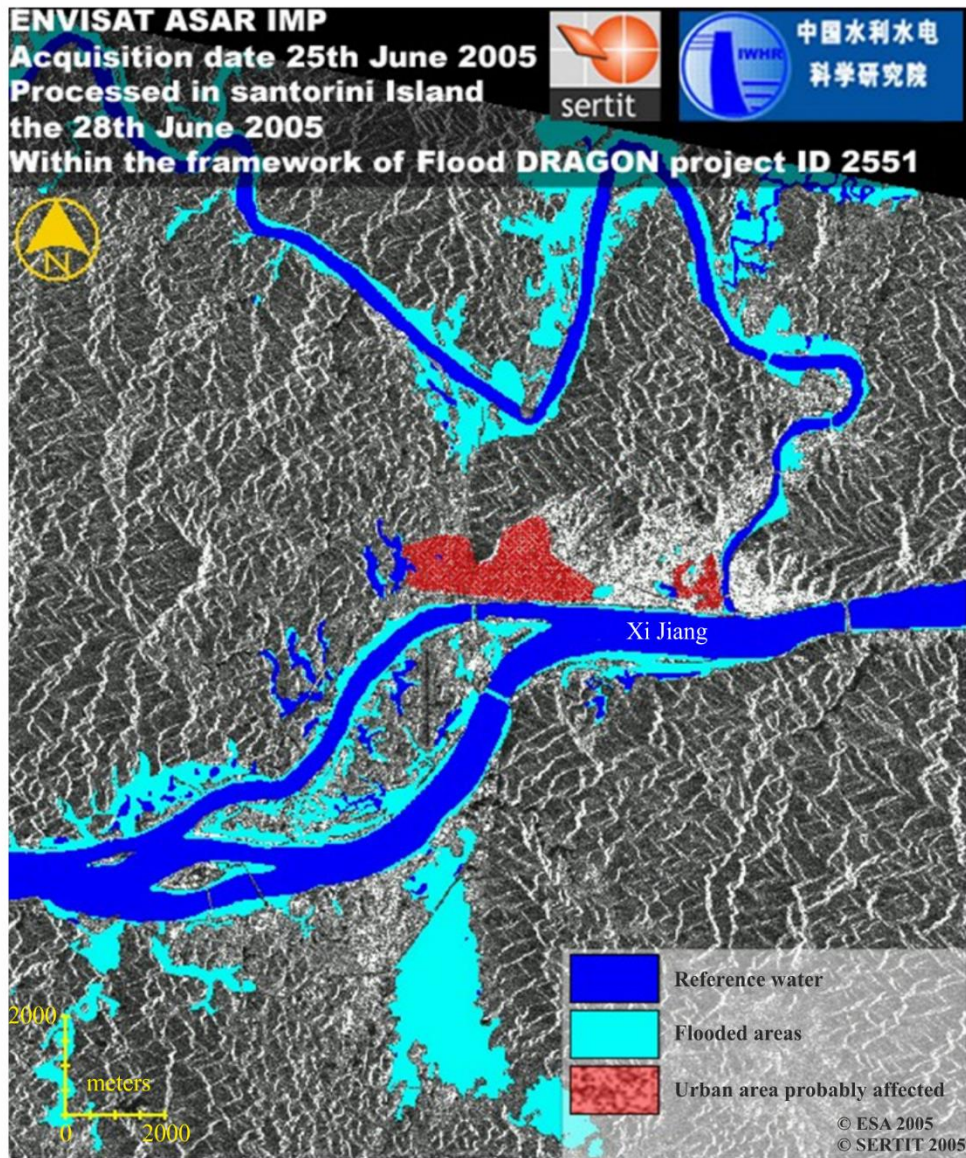 ENVISAT ASAR IMP
Acquisition date 25th June 2005
Processed in santorini Island
the 28th June 2005
Within the framework of Flood DRAGON project ID 2551
sertit
IWHR
中国水利水电
科学研究院
N
Xi Jiang
Reference water
Flooded areas
Urban area probably affected
2000
meters
0
2000
© ESA 2005
© SERTIT 2005